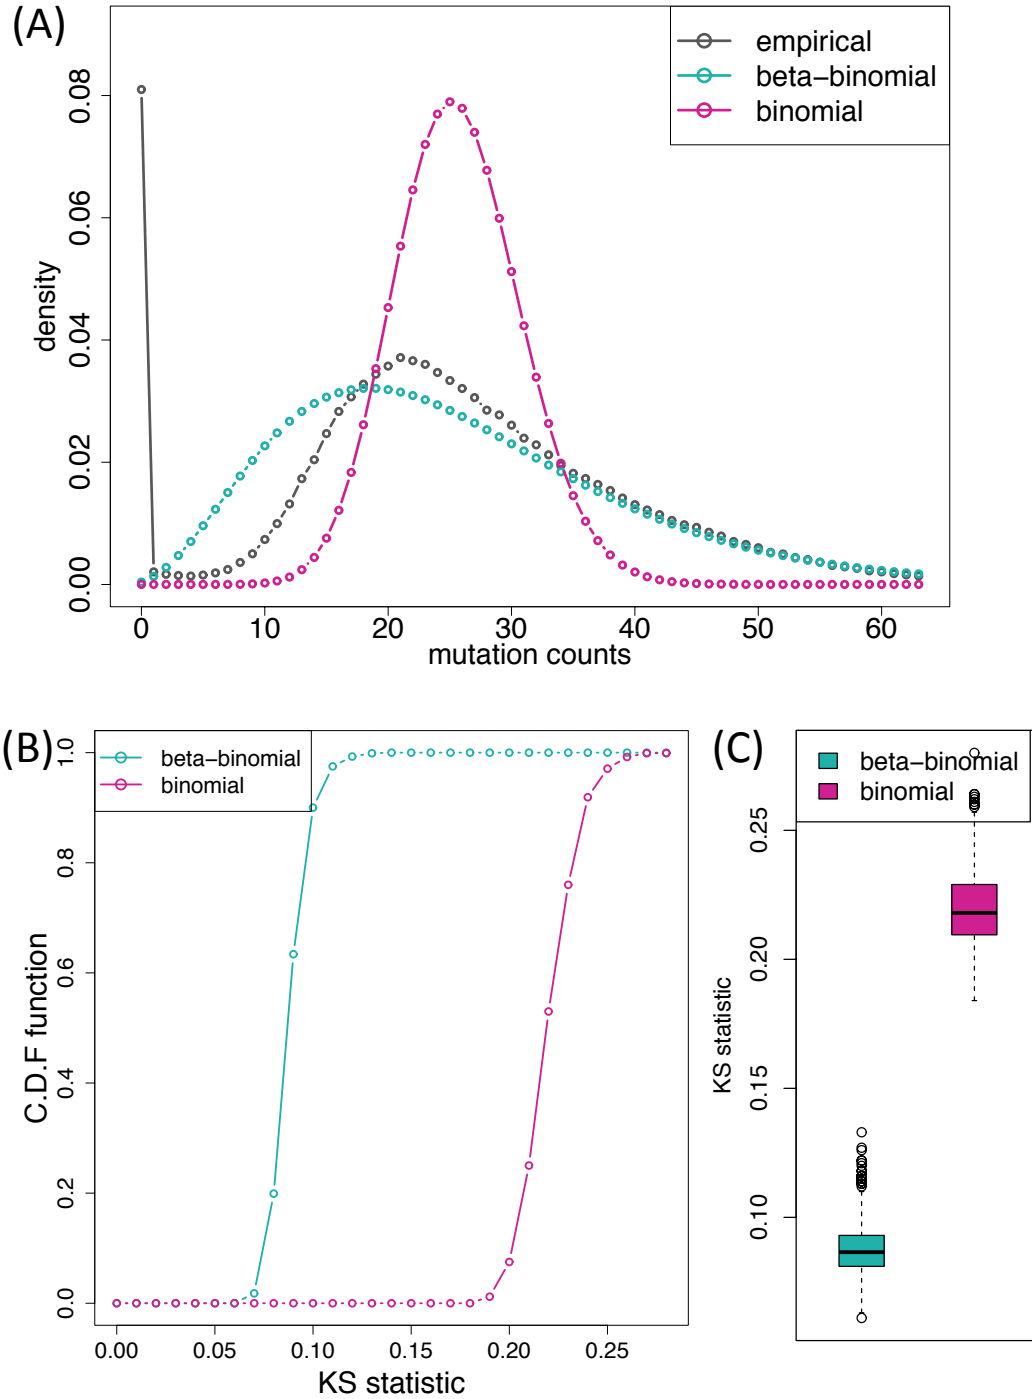 (A)
empirical
beta−binomial
binomial
density
0.00
0.02
0.04
0.06
0.08
0 10 20 30 40 50 60
mutation counts
(B)
beta−binomial
binomial
C.D.F function
0.0
0.2
0.4
0.6
0.8
1.0
0.00 0.05 0.10 0.15 0.20 0.25
KS statistic
(C)
beta−binomial
binomial
KS statistic
0.10
0.15
0.20
0.25